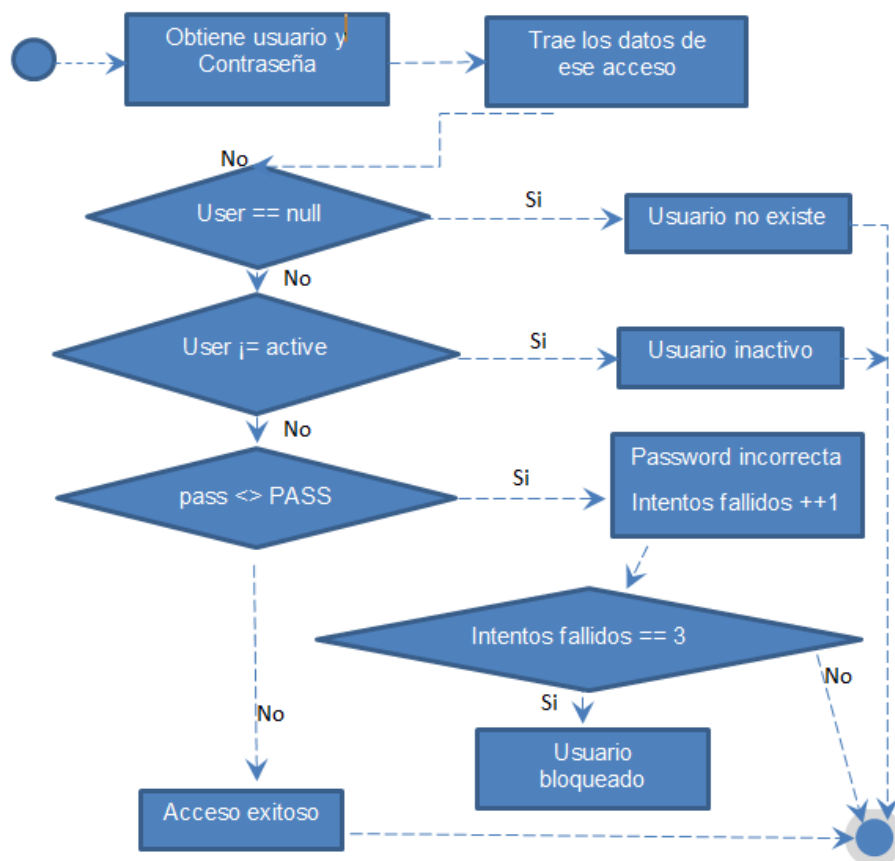 Obtiene usuario y
Contraseña
Trae los datos de
ese acceso
No
User == null
Si
Usuario no existe
No
User ¡= active
Si
Usuario inactivo
No
pass <> PASS
Si
Password incorrecta
Intentos fallidos ++1
Intentos fallidos == 3
No
Si
Usuario
bloqueado
No
Acceso exitoso